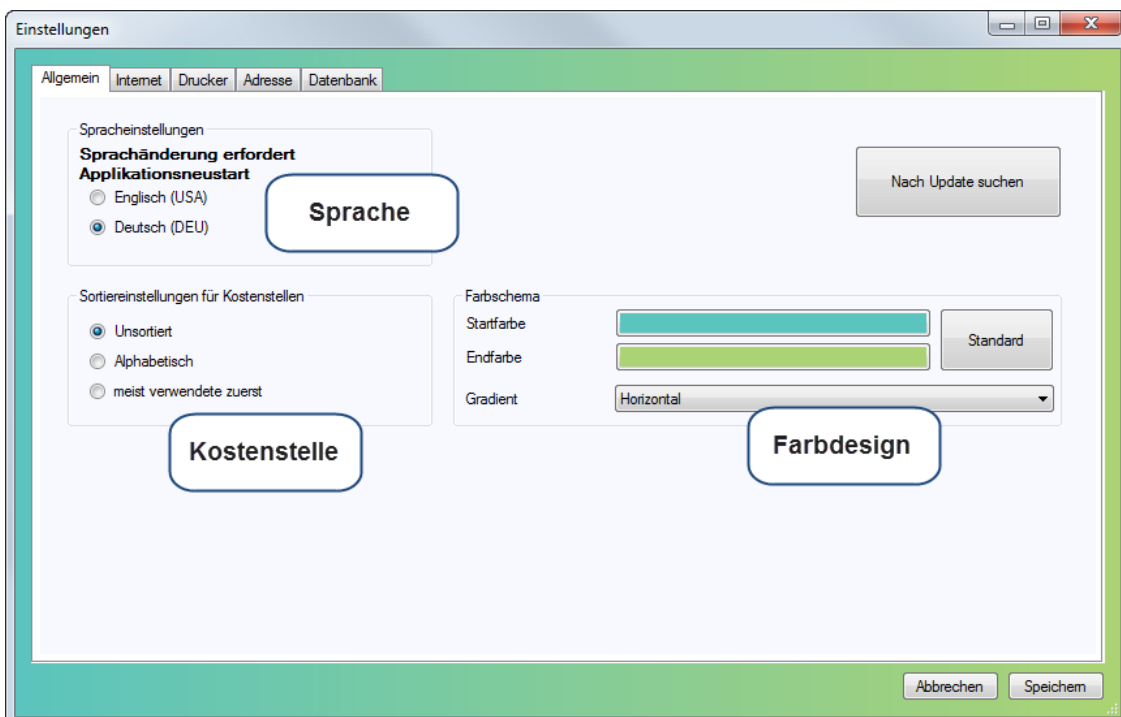 Einstellungen
Allgemein Internet Drucker Adresse Datenbank
Spracheinstellungen
Sprachänderung erfordert
Applikationsneustart
Englisch (USA)
Deutsch (DEU)
Sprache
Nach Update suchen
Sortiereinstellungen für Kostenstellen
Unsortiert
Alphabetisch
meist verwendete zuerst
Kostenstelle
Farbschema
Startfarbe
Endfarbe
Standard
Gradient Horizontal
Farbdesign
Abbrechen Speichern